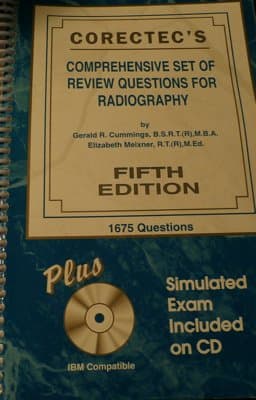 CORECTEC'S
COMPREHENSIVE SET OF
REVIEW QUESTIONS FOR
RADIOGRAPHY
by
Gerald R. Cummings, B.S.R.T.(R),M.B.A.
Elizabeth Meixner, R.T.(R),M.Ed.
FIFTH
EDITION
1675 Questions
Plus
IBM Compatible
Simulated
Exam
Included
on CD